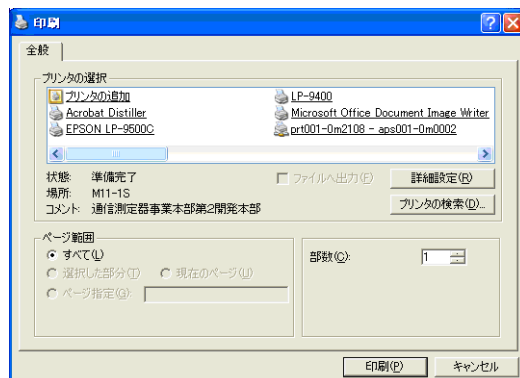 印刷
全般
プリンタの選択
プリンタの追加
LP-9400
Acrobat Distiller
Microsoft Office Document Image Writer
EPSON LP-9500C
prt001-0m2108 - aps001-0m0002
状態: 準備完了
ファイルへ出力(F)
詳細設定(R)
場所: M11-1S
コメント: 通信測定器事業本部第2開発本部
プリンタの検索(D)...
ページ範囲
すべて(L)
部数(C): 1
選択した部分(T)
現在のページ(U)
ページ指定(G):
印刷(P)
キャンセル